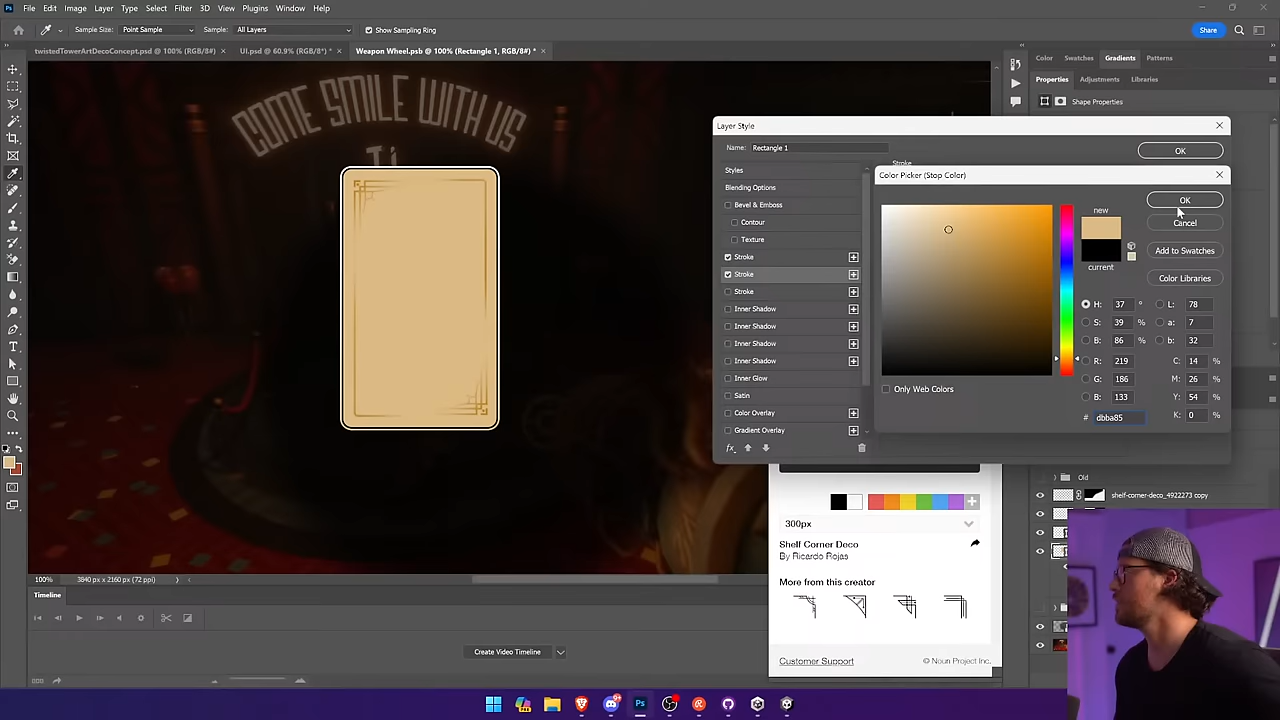 File Edit Image Layer Type Select Filter 3D View Plugins Window Help
Sample Size: Point Sample Sample: All Layers Show Sampling Ring Share
twistedTowerArtDecoConcept.psd @ 100% (RGB/8#) × UI.psd @ 60.9% (RGB/8#) * × Weapon Wheel.psb @ 100% (Rectangle 1, RGB/8#) * ×
Color Swatches Gradients Patterns
Properties Adjustments Libraries
Shape Properties
COME SMILE WITH US
Layer Style
Name: Rectangle 1
OK
Stroke
Styles
Blending Options
Bevel & Emboss
Contour
Texture
Stroke
Stroke
Stroke
Inner Shadow
Inner Shadow
Inner Shadow
Inner Shadow
Inner Glow
Satin
Color Overlay
Gradient Overlay
fx
Color Picker (Stop Color)
new
current
OK
Cancel
Add to Swatches
Color Libraries
H: 37 ° L: 78
S: 39 % a: 7
B: 86 % b: 32
R: 219 C: 14 %
G: 186 M: 26 %
B: 133 Y: 54 %
# dbba85 K: 0 %
Only Web Colors
300px
Shelf Corner Deco
By Ricardo Rojas
More from this creator
Customer Support © Noun Project Inc.
Old
shelf-corner-deco_4922273 copy
100% 3840 px x 2160 px (72 ppi)
Timeline
Create Video Timeline